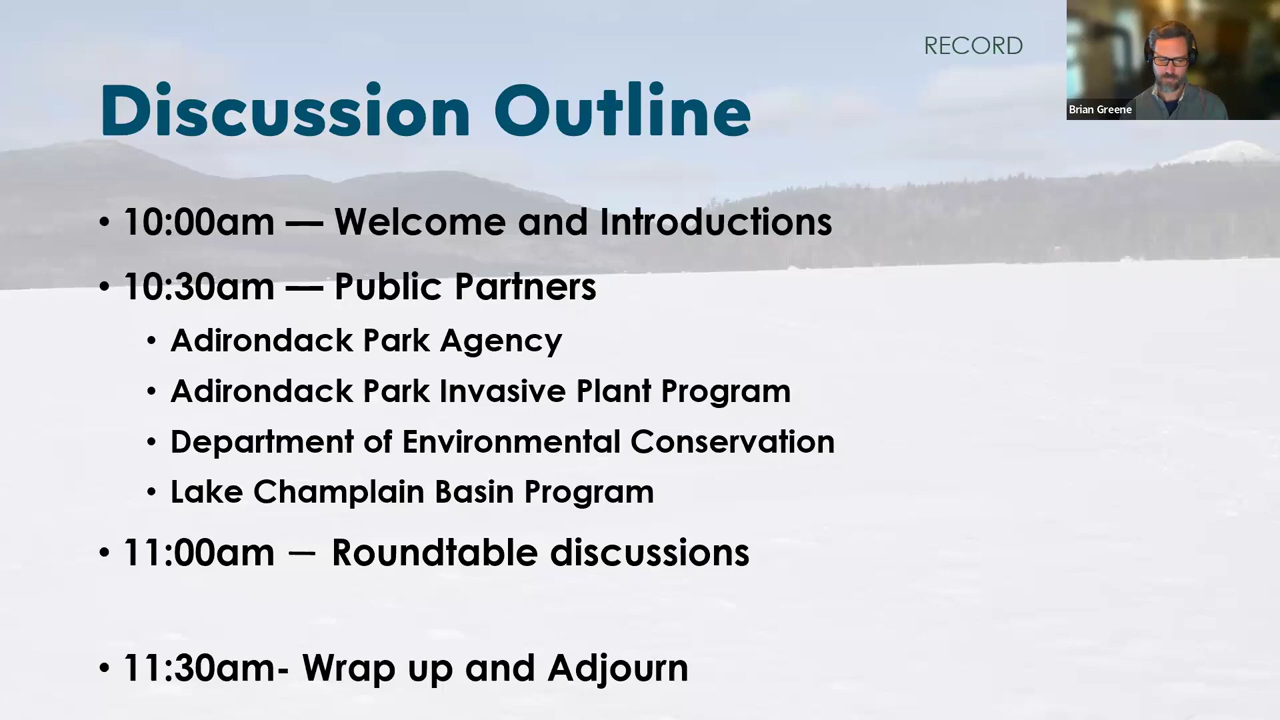 RECORD
Discussion Outline
Brian Greene
• 10:00am — Welcome and Introductions
• 10:30am — Public Partners
• Adirondack Park Agency
• Adirondack Park Invasive Plant Program
• Department of Environmental Conservation
• Lake Champlain Basin Program
• 11:00am — Roundtable discussions
• 11:30am- Wrap up and Adjourn